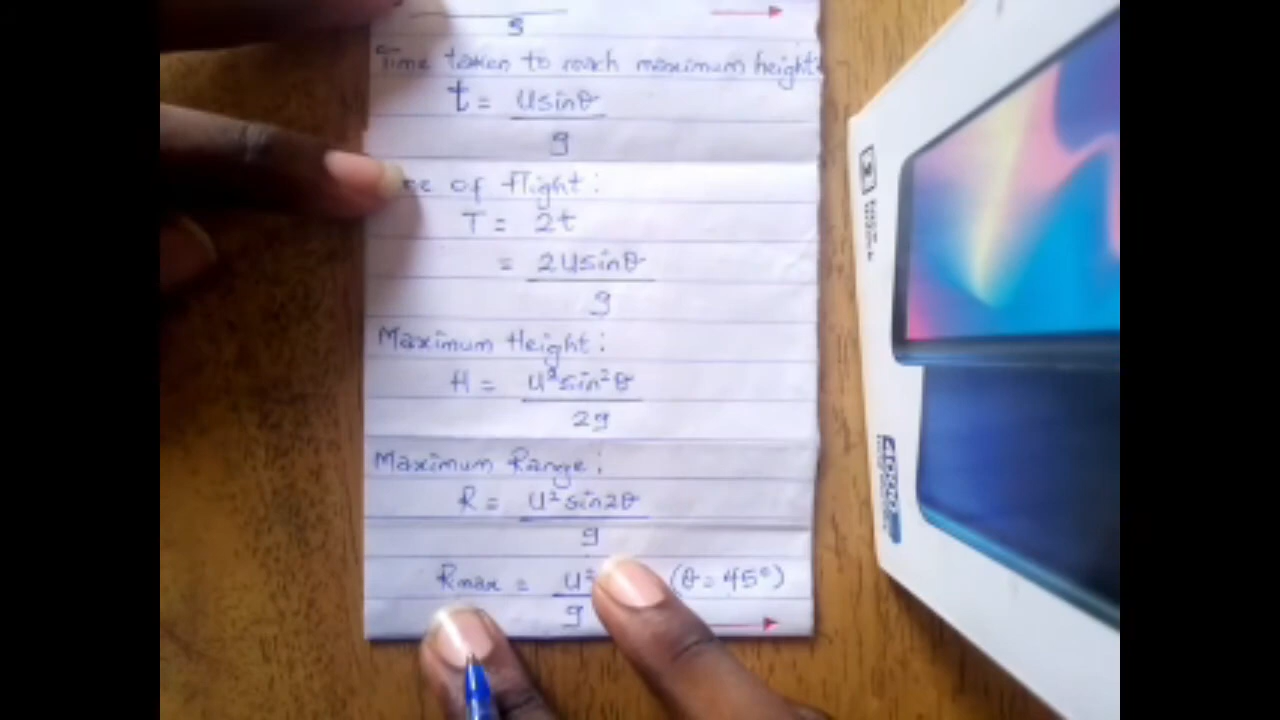 s
Time taken to reach maximum height:
t = usinθ
g
of flight:
T = 2t
= 2usinθ
g
Maximum Height:
H = u²sin²θ
2g
Maximum Range:
R = u²sin2θ
g
Rmax = u² (θ = 45°)
g